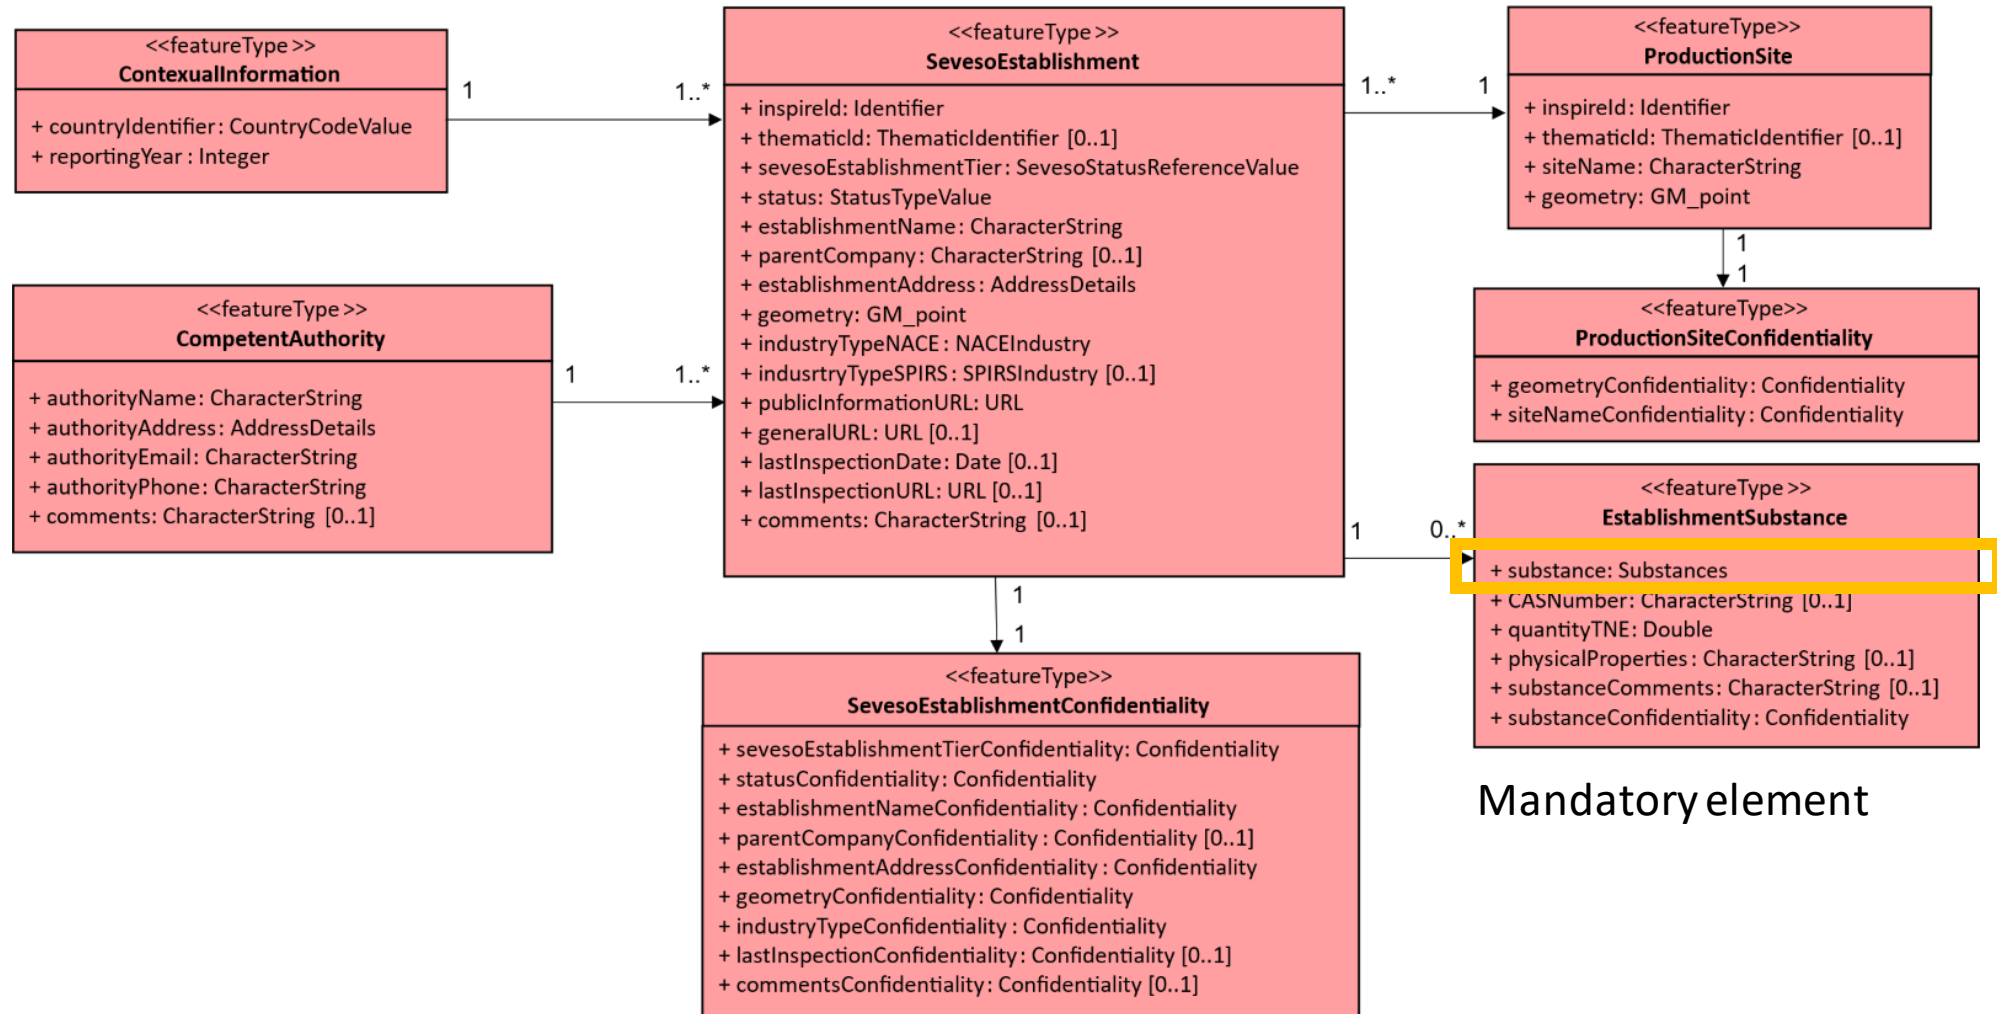 <<featureType>>
ContexualInformation
+ countryIdentifier: CountryCodeValue
+ reportingYear: Integer
1
1..*
<<featureType>>
CompetentAuthority
+ authorityName: CharacterString
+ authorityAddress: AddressDetails
+ authorityEmail: CharacterString
+ authorityPhone: CharacterString
+ comments: CharacterString [0..1]
1
1..*
<<featureType>>
SevesoEstablishment
+ inspireId: Identifier
+ thematicId: ThematicIdentifier [0..1]
+ sevesoEstablishmentTier: SevesoStatusReferenceValue
+ status: StatusTypeValue
+ establishmentName: CharacterString
+ parentCompany: CharacterString [0..1]
+ establishmentAddress: AddressDetails
+ geometry: GM_point
+ industryTypeNACE: NACEIndustry
+ indusrtryTypeSPIRS: SPIRSIndustry [0..1]
+ publicInformationURL: URL
+ generalURL: URL [0..1]
+ lastInspectionDate: Date [0..1]
+ lastInspectionURL: URL [0..1]
+ comments: CharacterString [0..1]
1
1
<<featureType>>
SevesoEstablishmentConfidentiality
+ sevesoEstablishmentTierConfidentiality: Confidentiality
+ statusConfidentiality: Confidentiality
+ establishmentNameConfidentiality: Confidentiality
+ parentCompanyConfidentiality: Confidentiality [0..1]
+ establishmentAddressConfidentiality: Confidentiality
+ geometryConfidentiality: Confidentiality
+ industryTypeConfidentiality: Confidentiality
+ lastInspectionConfidentiality: Confidentiality [0..1]
+ commentsConfidentiality: Confidentiality [0..1]
1..*
1
<<featureType>>
ProductionSite
+ inspireId: Identifier
+ thematicId: ThematicIdentifier [0..1]
+ siteName: CharacterString
+ geometry: GM_point
1
1
<<featureType>>
ProductionSiteConfidentiality
+ geometryConfidentiality: Confidentiality
+ siteNameConfidentiality: Confidentiality
1
0..*
<<featureType>>
EstablishmentSubstance
+ substance: Substances
+ CASNumber: CharacterString [0..1]
+ quantityTNE: Double
+ physicalProperties: CharacterString [0..1]
+ substanceComments: CharacterString [0..1]
+ substanceConfidentiality: Confidentiality
Mandatory element